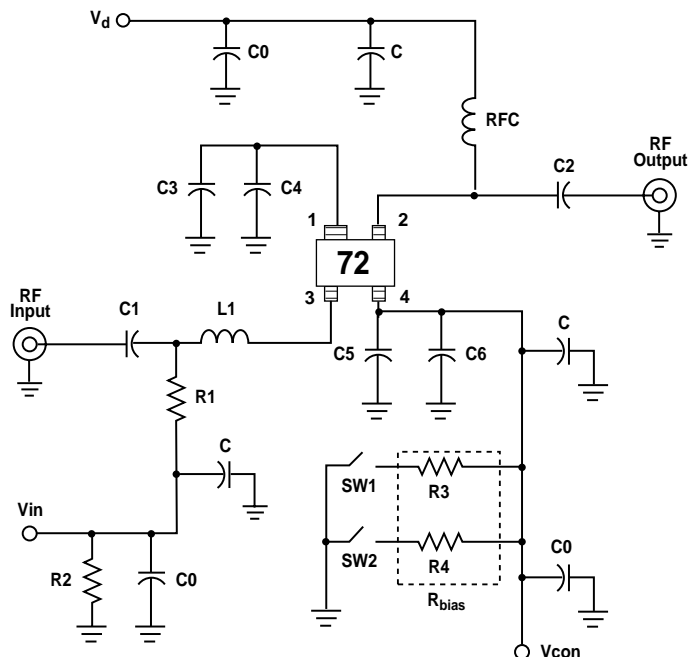 Vd
C0
C
RFC
RF
Output
C2
C3
C4
1
2
72
3
4
RF
Input
C1
L1
C5
C6
C
R1
C
SW1
R3
Vin
SW2
R4
R2
C0
C0
Rbias
Vcon